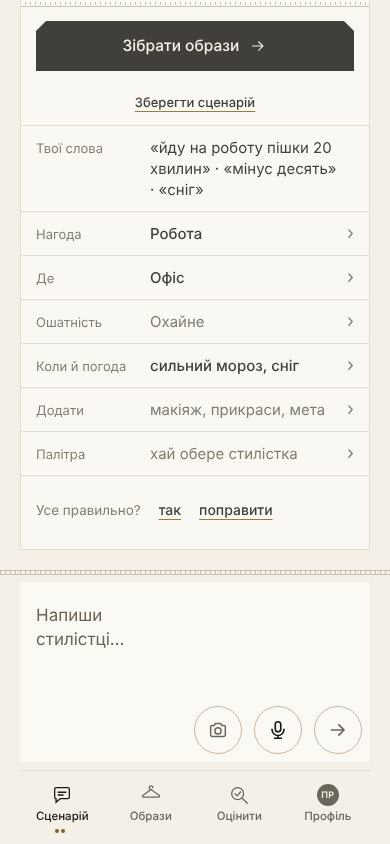 Зібрати образи →
Зберегти сценарій
Твої слова
«йду на роботу пішки 20
хвилин» · «мінус десять»
· «сніг»
Нагода
Робота
Де
Офіс
Ошатність
Охайне
Коли й погода
сильний мороз, сніг
Додати
макіяж, прикраси, мета
Палітра
хай обере стилістка
Усе правильно? так поправити
Напиши
стилістці...
Сценарій
Образи
Оцінити
ПР
Профіль